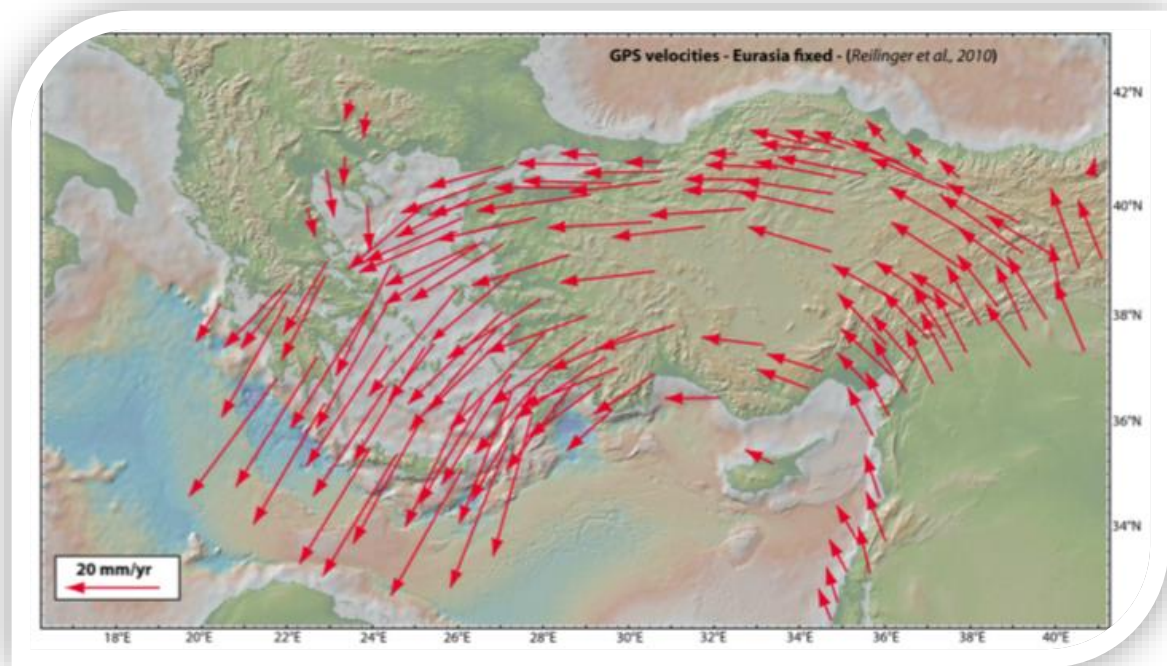 GPS velocities - Eurasia fixed - (Reilinger et al., 2010)
42°N
40°N
38°N
36°N
34°N
20 mm/yr
18°E 20°E 22°E 24°E 26°E 28°E 30°E 32°E 34°E 36°E 38°E 40°E